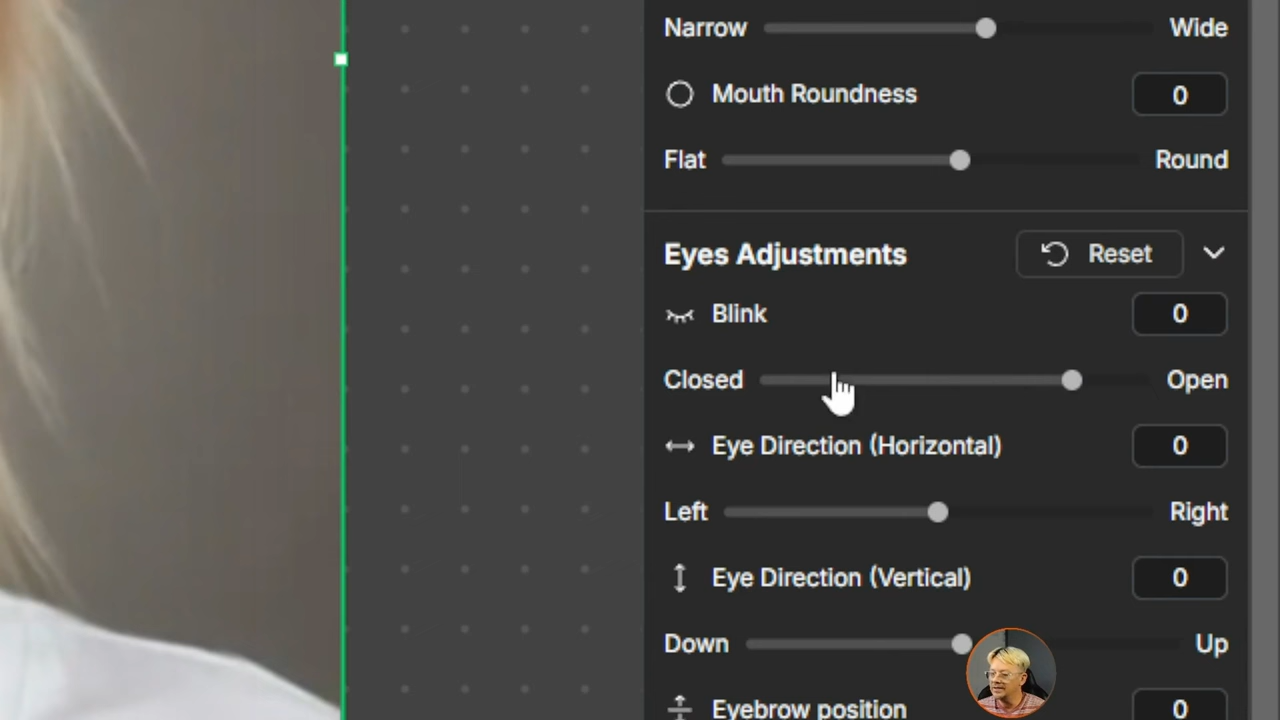 Narrow Wide
Mouth Roundness 0
Flat Round
Eyes Adjustments Reset
Blink 0
Closed Open
Eye Direction (Horizontal) 0
Left Right
Eye Direction (Vertical) 0
Down Up
Eyebrow position 0